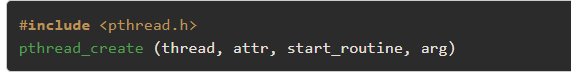 #include <pthread.h>
pthread_create (thread, attr, start_routine, arg)